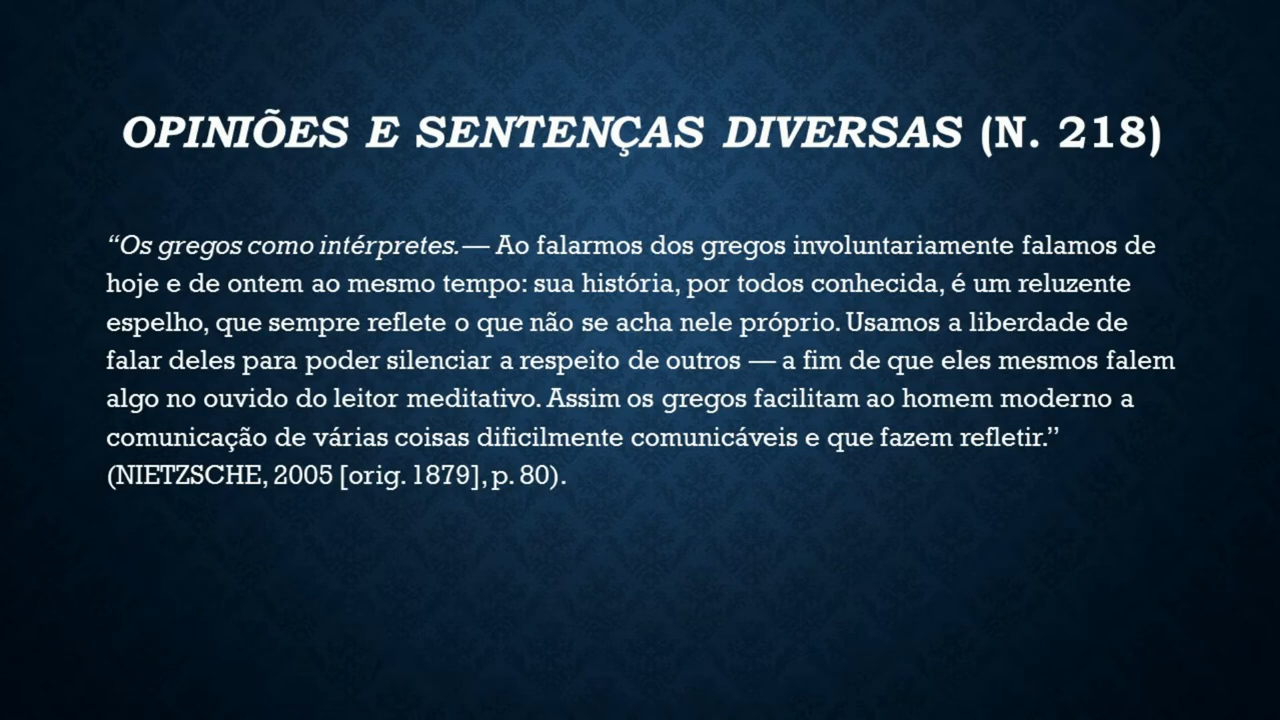 OPINIÕES E SENTENÇAS DIVERSAS (N. 218)
“Os gregos como intérpretes.— Ao falarmos dos gregos involuntariamente falamos de
hoje e de ontem ao mesmo tempo: sua história, por todos conhecida, é um reluzente
espelho, que sempre reflete o que não se acha nele próprio. Usamos a liberdade de
falar deles para poder silenciar a respeito de outros — a fim de que eles mesmos falem
algo no ouvido do leitor meditativo. Assim os gregos facilitam ao homem moderno a
comunicação de várias coisas dificilmente comunicáveis e que fazem refletir.”
(NIETZSCHE, 2005 [orig. 1879], p. 80).